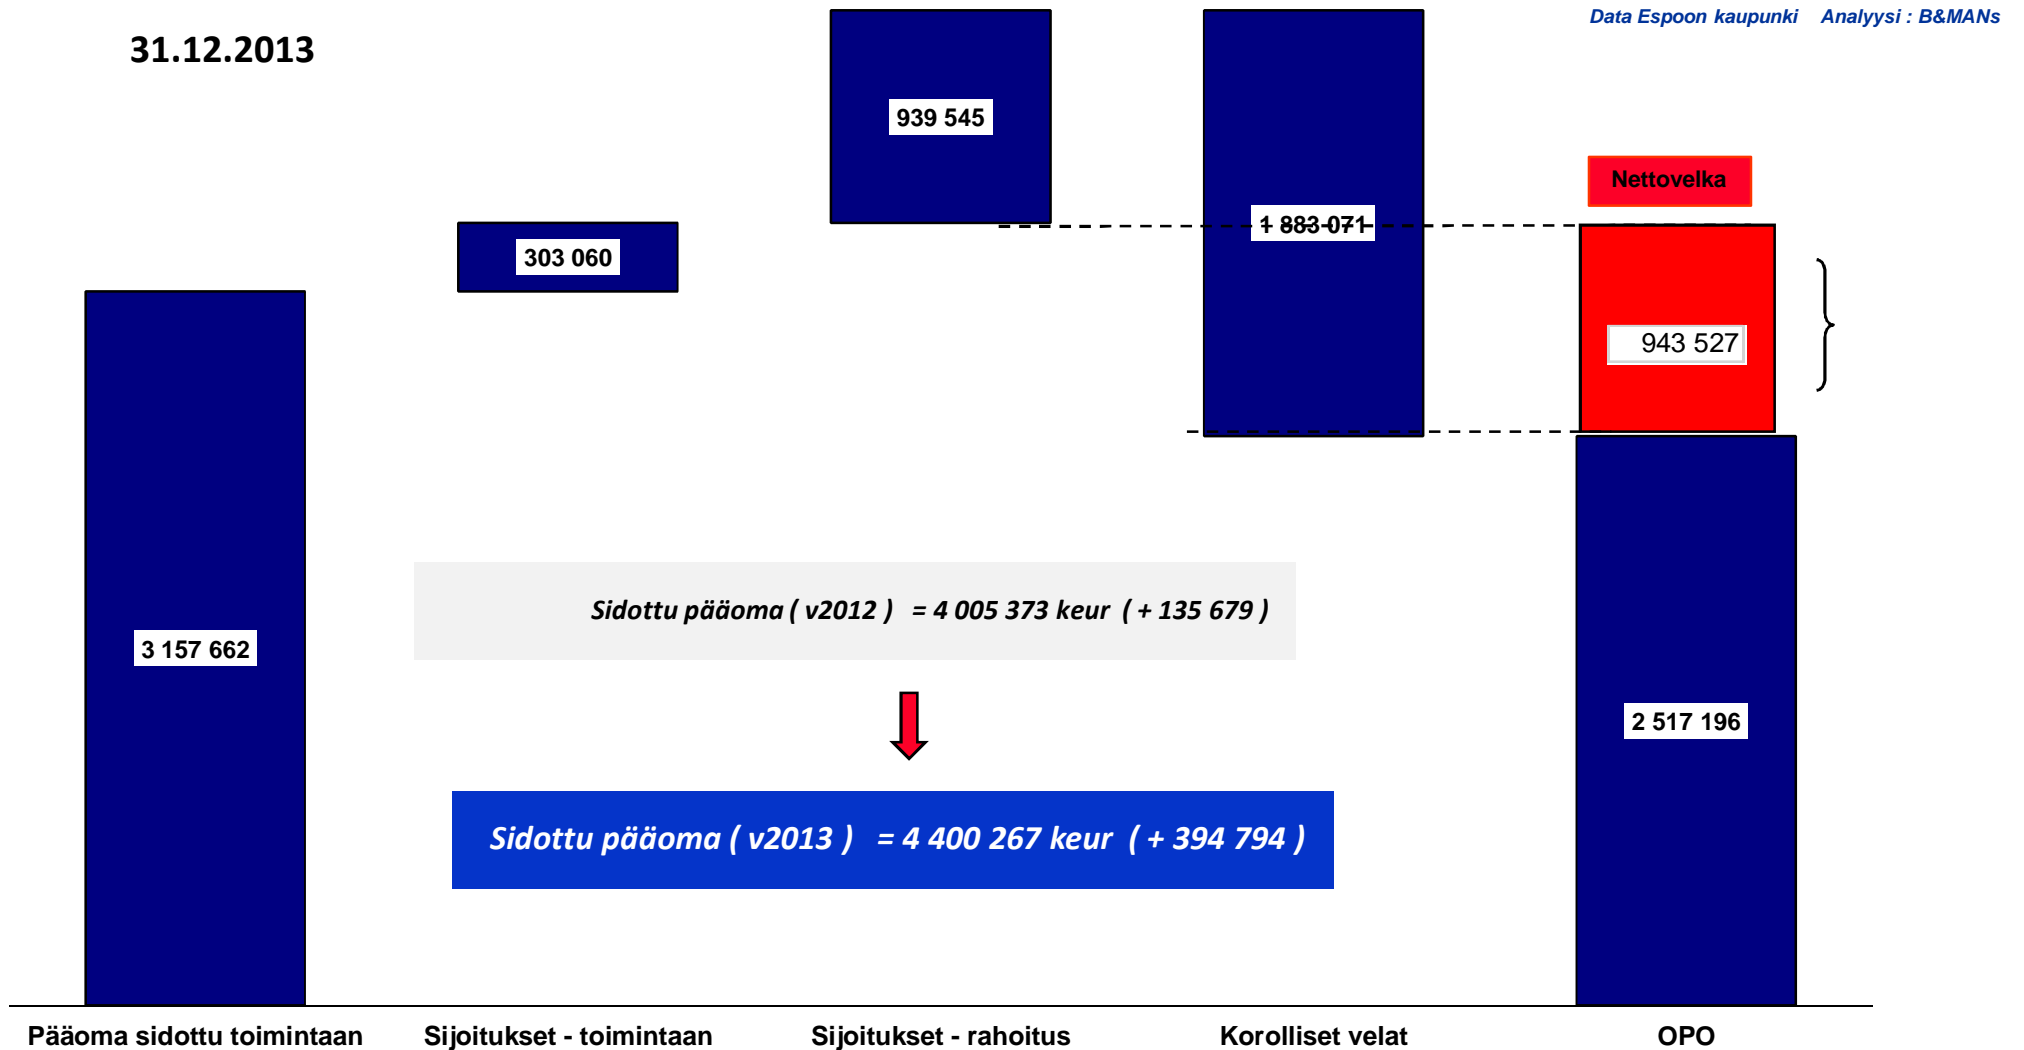 Data Espoon kaupunki Analyysi : B&MANs
31.12.2013
939 545
Nettovelka
1 883 071
303 060
943 527
Sidottu pääoma ( v2012 ) = 4 005 373 keur ( + 135 679 )
3 157 662
2 517 196
Sidottu pääoma ( v2013 ) = 4 400 267 keur ( + 394 794 )
Pääoma sidottu toimintaan Sijoitukset - toimintaan Sijoitukset - rahoitus Korolliset velat OPO